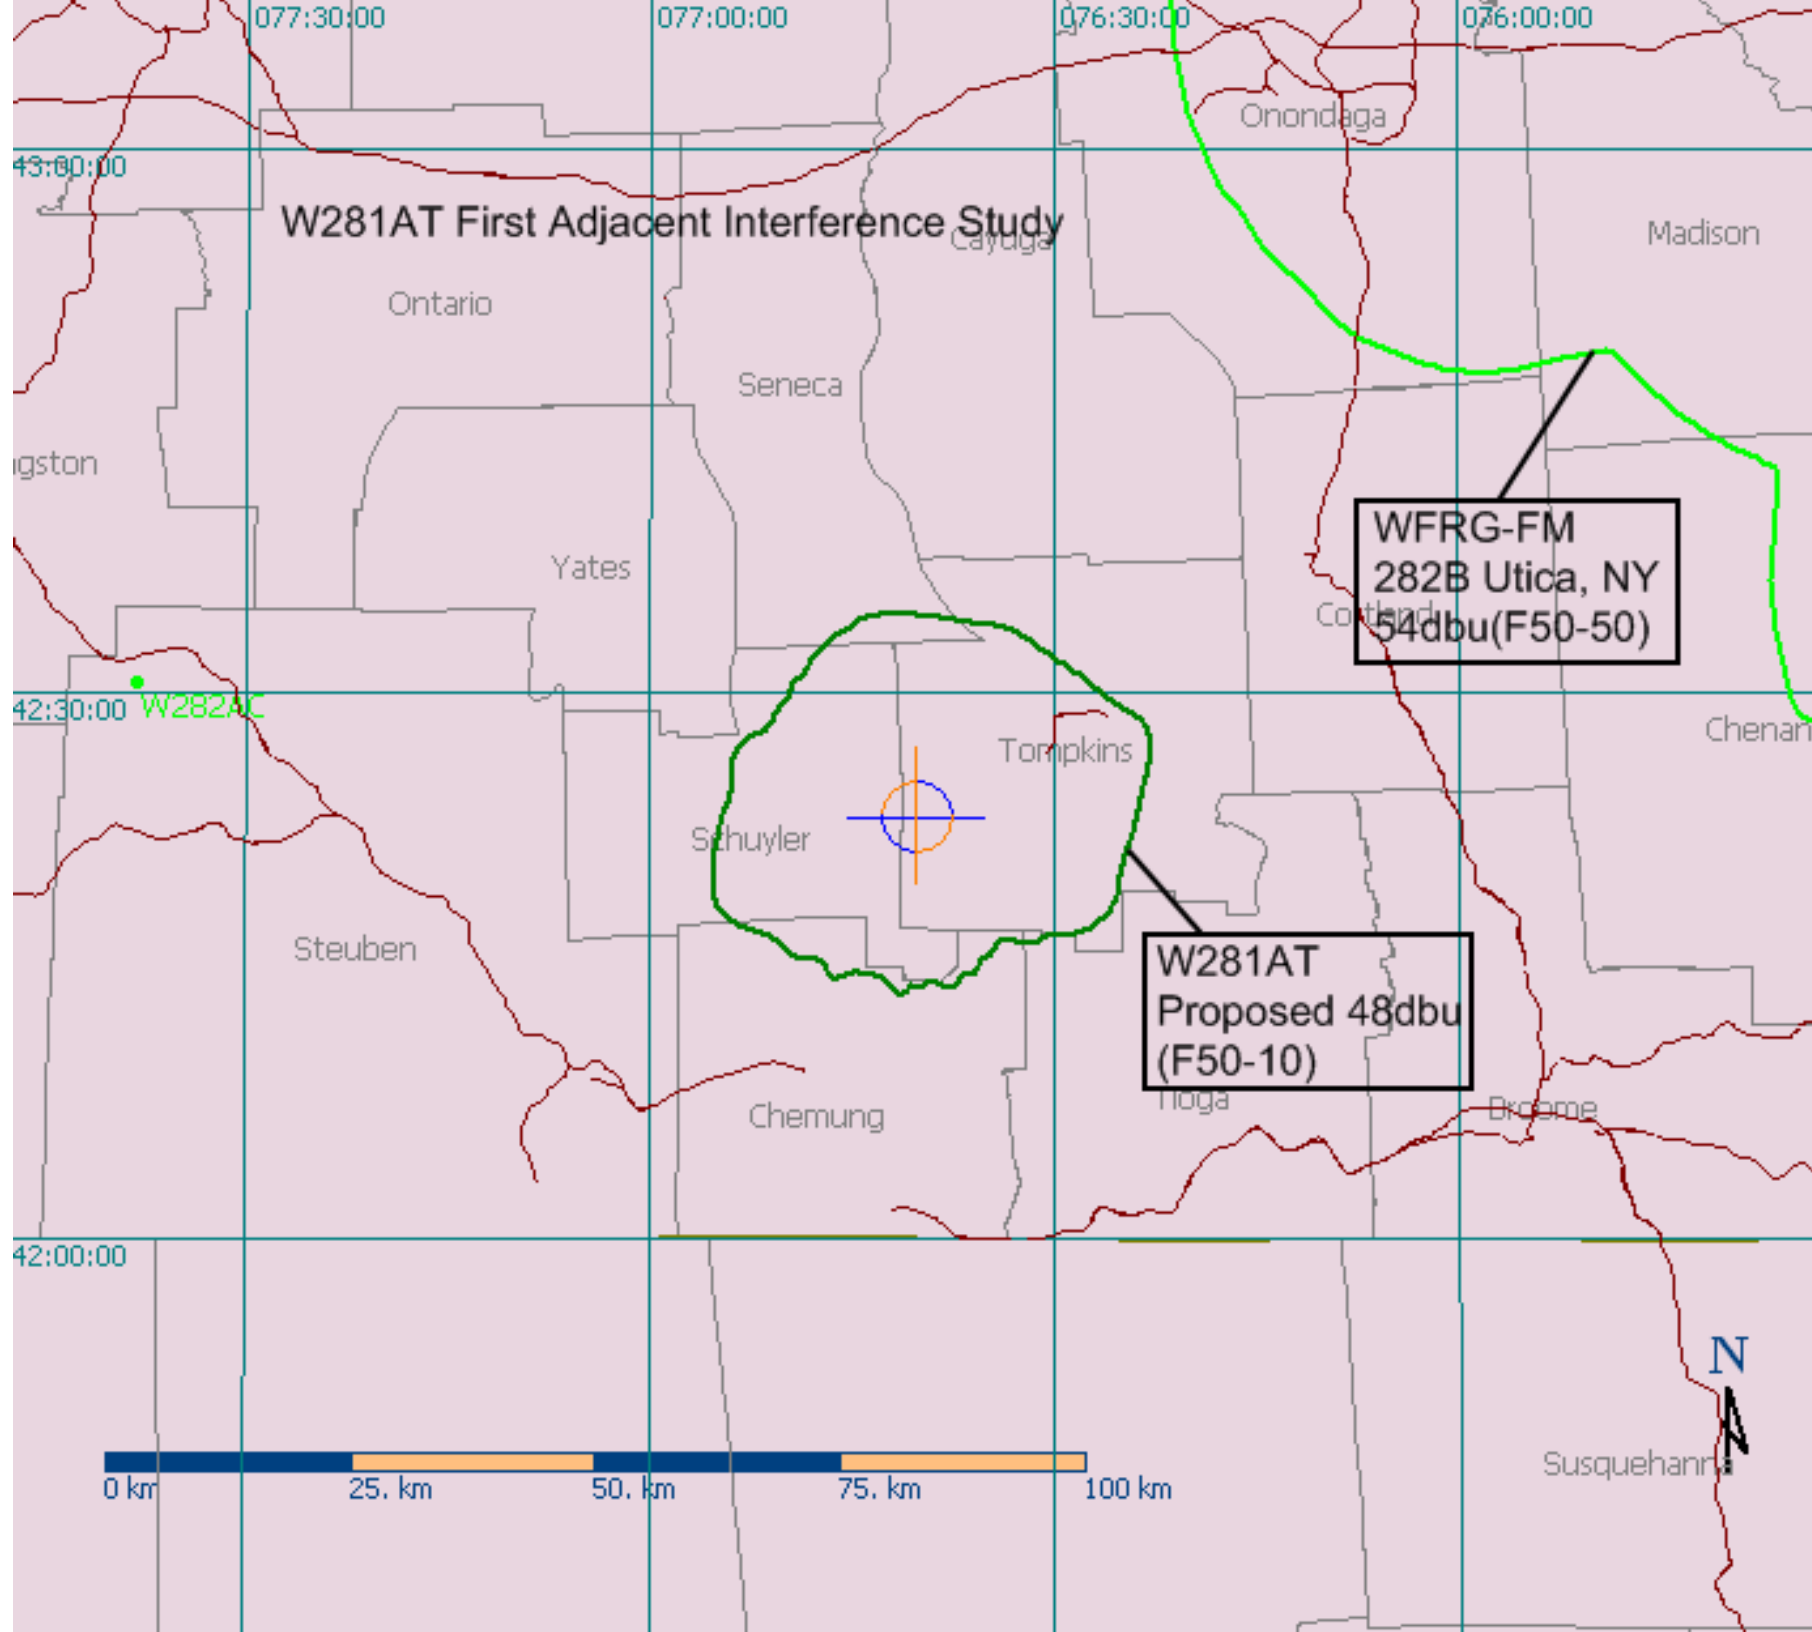 077:30:00
077:00:00
076:30:00
076:00:00
Onondaga
43:00:00
W281AT First Adjacent Interference Study
Cayuga
Madison
Ontario
Seneca
gston
WFRG-FM
282B Utica, NY
54dbu(F50-50)
Yates
Cortland
W282AC
42:30:00
Chenan
Tompkins
Schuyler
Steuben
W281AT
Proposed 48dbu
(F50-10)
Tioga
Broome
Chemung
42:00:00
N
Susquehanna
0 km
25. km
50. km
75. km
100 km